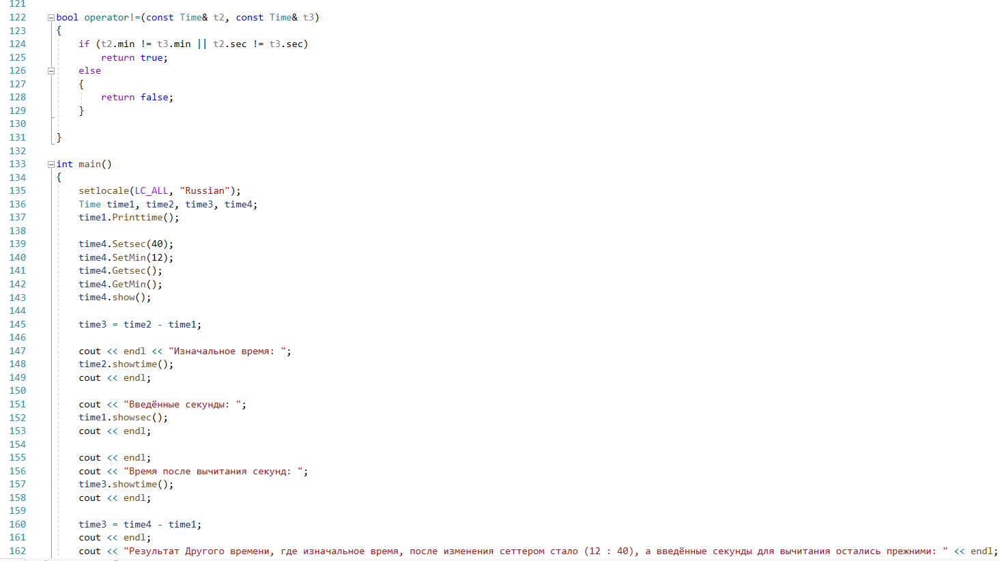 121
122 bool operator!=(const Time& t2, const Time& t3)
123 {
124 if (t2.min != t3.min || t2.sec != t3.sec)
125 return true;
126 else
127 {
128 return false;
129 }
130
131 }
132
133 int main()
134 {
135 setlocale(LC_ALL, "Russian");
136 Time time1, time2, time3, time4;
137 time1.Printtime();
138
139 time4.Setsec(40);
140 time4.SetMin(12);
141 time4.Getsec();
142 time4.GetMin();
143 time4.show();
144
145 time3 = time2 - time1;
146
147 cout << endl << "Изначальное время: ";
148 time2.showtime();
149 cout << endl;
150
151 cout << "Введённые секунды: ";
152 time1.showsec();
153 cout << endl;
154
155 cout << endl;
156 cout << "Время после вычитания секунд: ";
157 time3.showtime();
158 cout << endl;
159
160 time3 = time4 - time1;
161 cout << endl;
162 cout << "Результат Другого времени, где изначальное время, после изменения сеттером стало (12 : 40), а введённые секунды для вычитания остались прежними: " << endl;